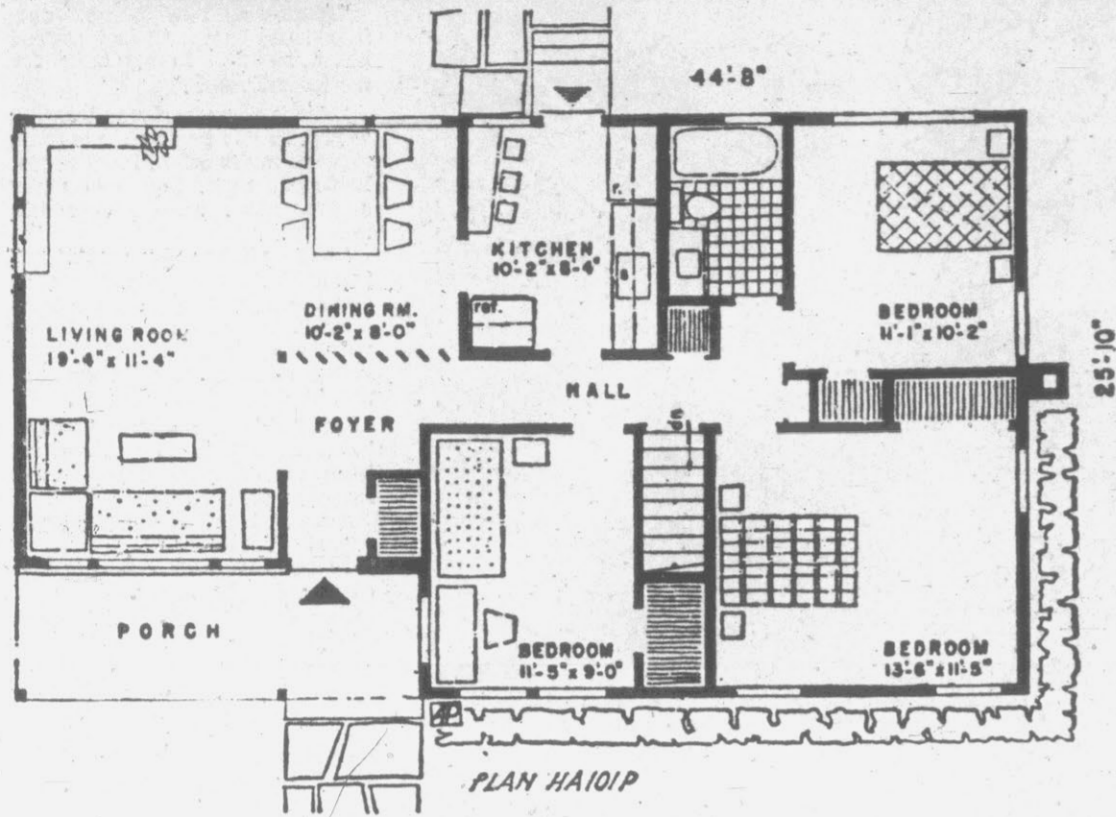 44'-8"
r.
KITCHEN
10'-2" x 8'-4"
s
ref.
DINING RM.
10'-2" x 8'-0"
LIVING ROOM
19'-4" x 11'-4"
BEDROOM
11'-1" x 10'-2"
25'-10"
HALL
FOYER
dn
PORCH
BEDROOM
11'-5" x 9'-0"
BEDROOM
13'-6" x 11'-5"
PLAN HA101P